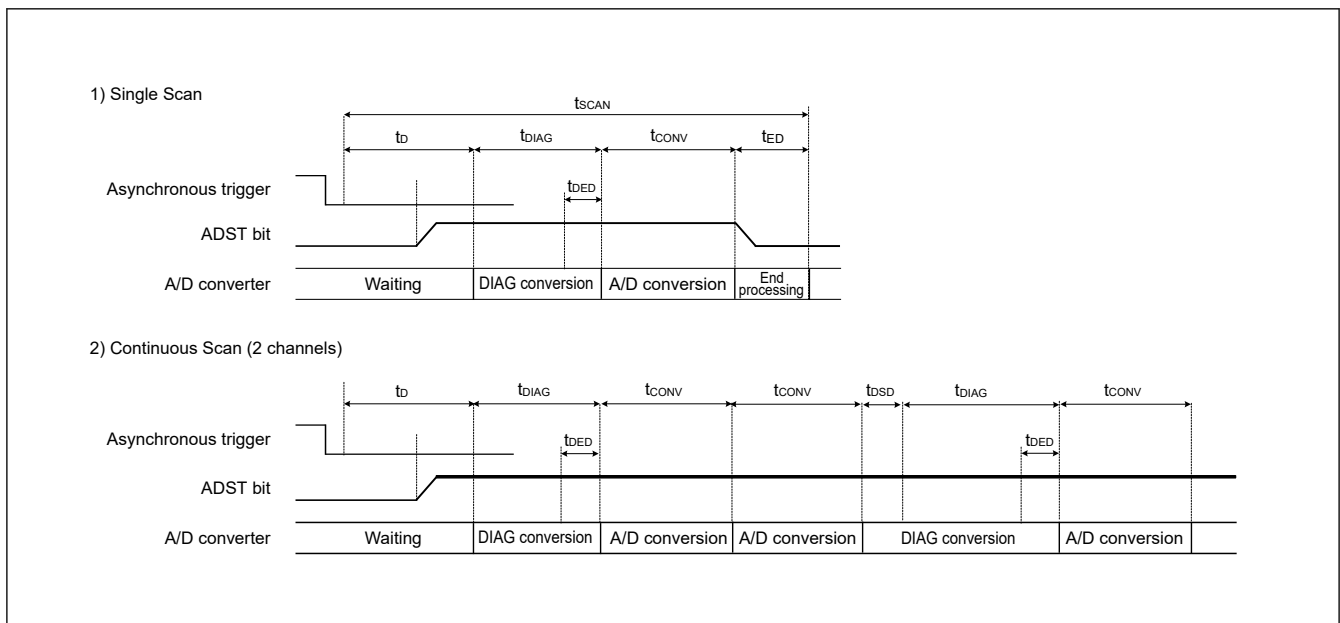 1) Single Scan
tSCAN
tD tDIAG tCONV tED
Asynchronous trigger
tDED
ADST bit
A/D converter Waiting DIAG conversion A/D conversion End processing
2) Continuous Scan (2 channels)
tD tDIAG tCONV tCONV tDSD tDIAG tCONV
Asynchronous trigger
tDED tDED
ADST bit
A/D converter Waiting DIAG conversion A/D conversion A/D conversion DIAG conversion A/D conversion